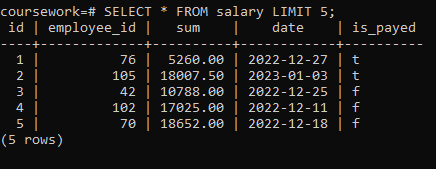 coursework=# SELECT * FROM salary LIMIT 5;
 id | employee_id |   sum    |    date    | is_payed
----+-------------+----------+------------+----------
  1 |          76 |  5260.00 | 2022-12-27 | t
  2 |         105 | 18007.50 | 2023-01-03 | t
  3 |          42 | 10788.00 | 2022-12-25 | f
  4 |         102 | 17025.00 | 2022-12-11 | f
  5 |          70 | 18652.00 | 2022-12-18 | f
(5 rows)